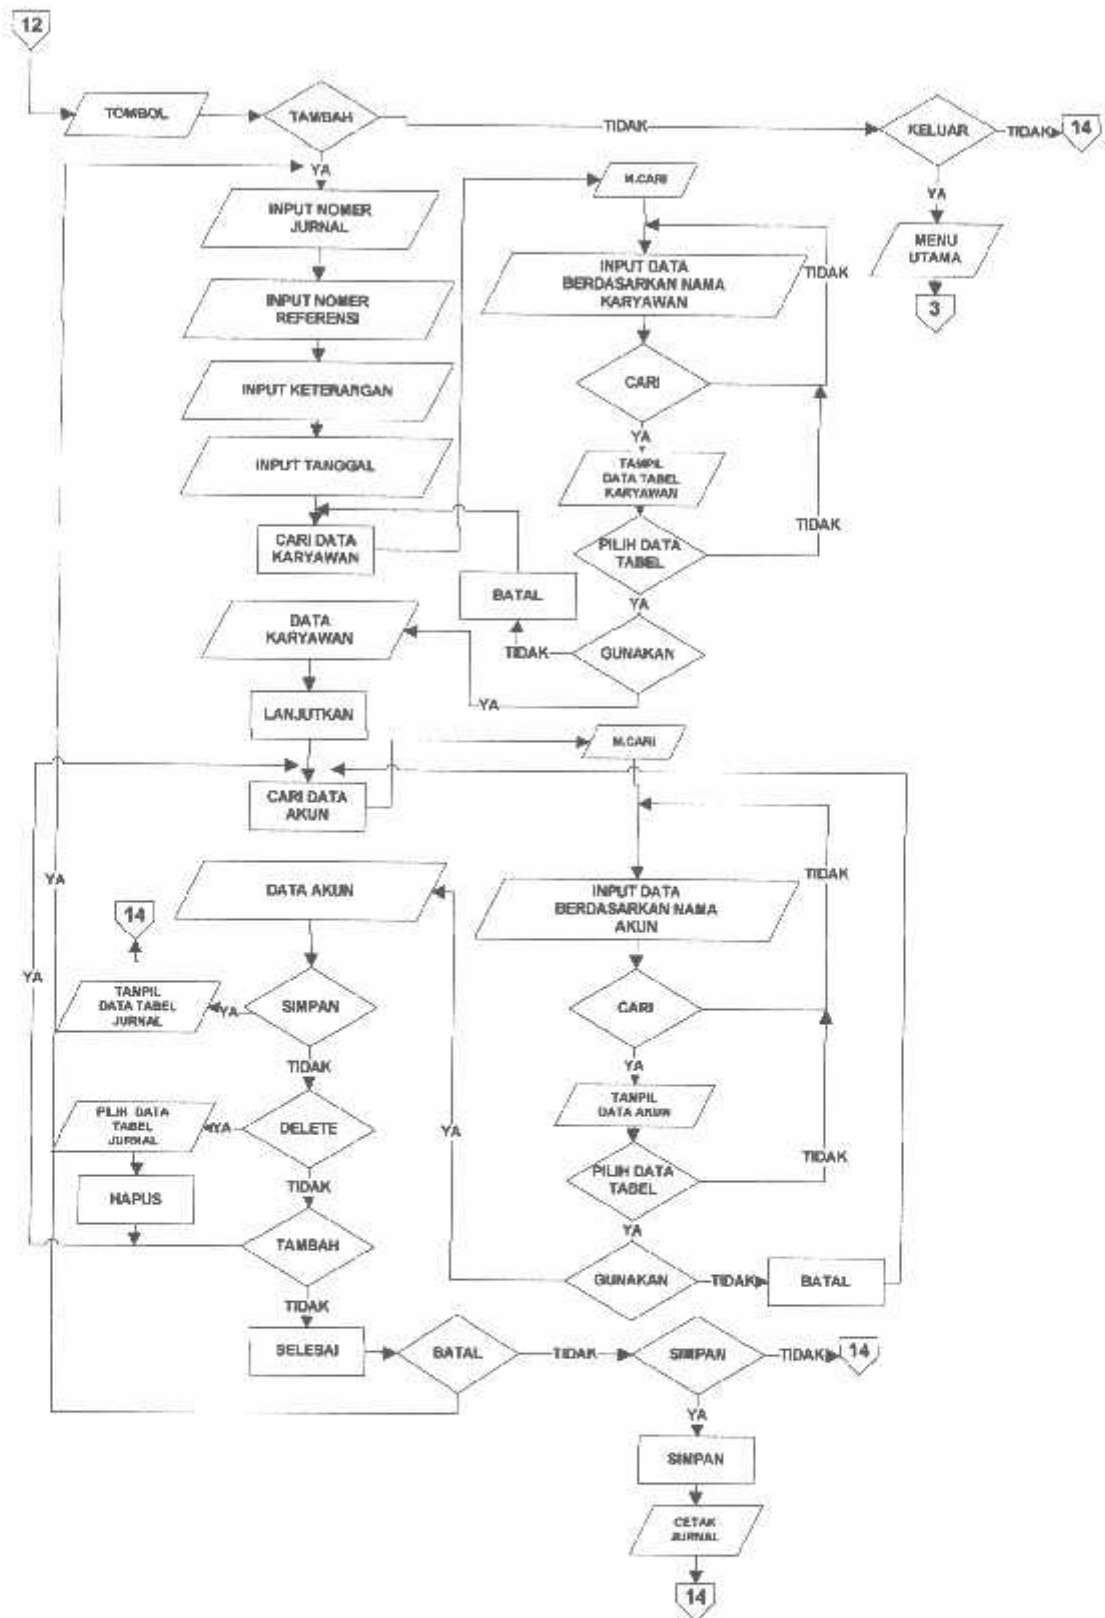 12
TOMBOL
TAMBAH
TIDAK
KELUAR
TIDAK
14
YA
YA
INPUT NOMER
JURNAL
M.CARI
MENU
UTAMA
3
INPUT DATA
BERDASARKAN NAMA
KARYAWAN
TIDAK
INPUT NOMER
REFERENSI
INPUT KETERANGAN
CARI
YA
INPUT TANGGAL
TAMPIL
DATA TABEL
KARYAWAN
TIDAK
CARI DATA
KARYAWAN
PILIH DATA
TABEL
YA
BATAL
DATA
KARYAWAN
TIDAK
GUNAKAN
YA
LANJUTKAN
M.CARI
CARI DATA
AKUN
YA
DATA AKUN
TIDAK
INPUT DATA
BERDASARKAN NAMA
AKUN
14
YA
TAMPIL
DATA TABEL
JURNAL
YA
SIMPAN
CARI
TIDAK
YA
TAMPIL
DATA AKUN
PILIH DATA
TABEL
JURNAL
YA
DELETE
YA
TIDAK
PILIH DATA
TABEL
TIDAK
HAPUS
YA
TAMBAH
GUNAKAN
TIDAK
BATAL
TIDAK
SELESAI
BATAL
TIDAK
SIMPAN
TIDAK
14
YA
SIMPAN
CETAK
JURNAL
14